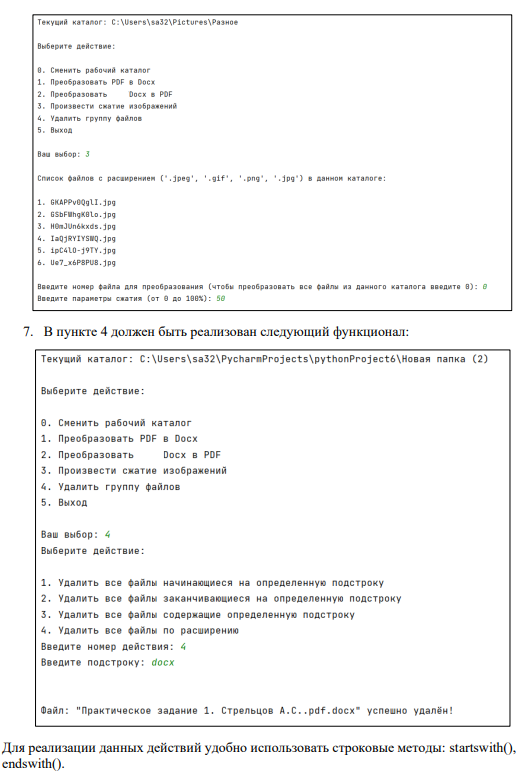 Текущий каталог: C:\Users\sa32\Pictures\Разное
Выберите действие:
0. Сменить рабочий каталог
1. Преобразовать PDF в Docx
2. Преобразовать Docx в PDF
3. Произвести сжатие изображений
4. Удалить группу файлов
5. Выход
Ваш выбор: 3
Список файлов с расширением ('.jpeg', '.gif', '.png', '.jpg') в данном каталоге:
1. GKAPPv0QglI.jpg
2. GSbFWhgK0lo.jpg
3. H0mJUn6kxds.jpg
4. IaQjRYIYSWQ.jpg
5. ipC4lO-j9TY.jpg
6. Ue7_x6P8PU8.jpg
Введите номер файла для преобразования (чтобы преобразовать все файлы из данного каталога введите 0): 0
Введите параметры сжатия (от 0 до 100%): 50
7. В пункте 4 должен быть реализован следующий функционал:
Текущий каталог: C:\Users\sa32\PycharmProjects\pythonProject6\Новая папка (2)
Выберите действие:
0. Сменить рабочий каталог
1. Преобразовать PDF в Docx
2. Преобразовать Docx в PDF
3. Произвести сжатие изображений
4. Удалить группу файлов
5. Выход
Ваш выбор: 4
Выберите действие:
1. Удалить все файлы начинающиеся на определенную подстроку
2. Удалить все файлы заканчивающиеся на определенную подстроку
3. Удалить все файлы содержащие определенную подстроку
4. Удалить все файлы по расширению
Введите номер действия: 4
Введите подстроку: docx
Файл: "Практическое задание 1. Стрельцов А.С..pdf.docx" успешно удалён!
Для реализации данных действий удобно использовать строковые методы: startswith(),
endswith().